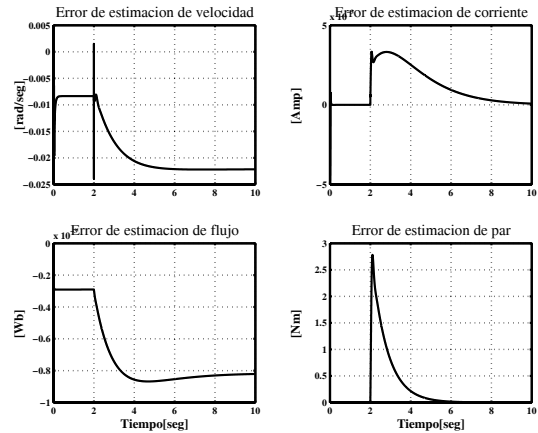 Error de estimacion de velocidad
0.005
0
−0.005
−0.01
−0.015
−0.02
−0.025
[rad/seg]
0 2 4 6 8 10
Error de estimacion de corriente
5
0
−5
[Amp]
0 2 4 6 8 10
Error de estimacion de flujo
0
−0.2
−0.4
−0.6
−0.8
−1
[Wb]
0 2 4 6 8 10
Tiempo[seg]
Error de estimacion de par
3
2.5
2
1.5
1
0.5
0
[Nm]
0 2 4 6 8 10
Tiempo[seg]